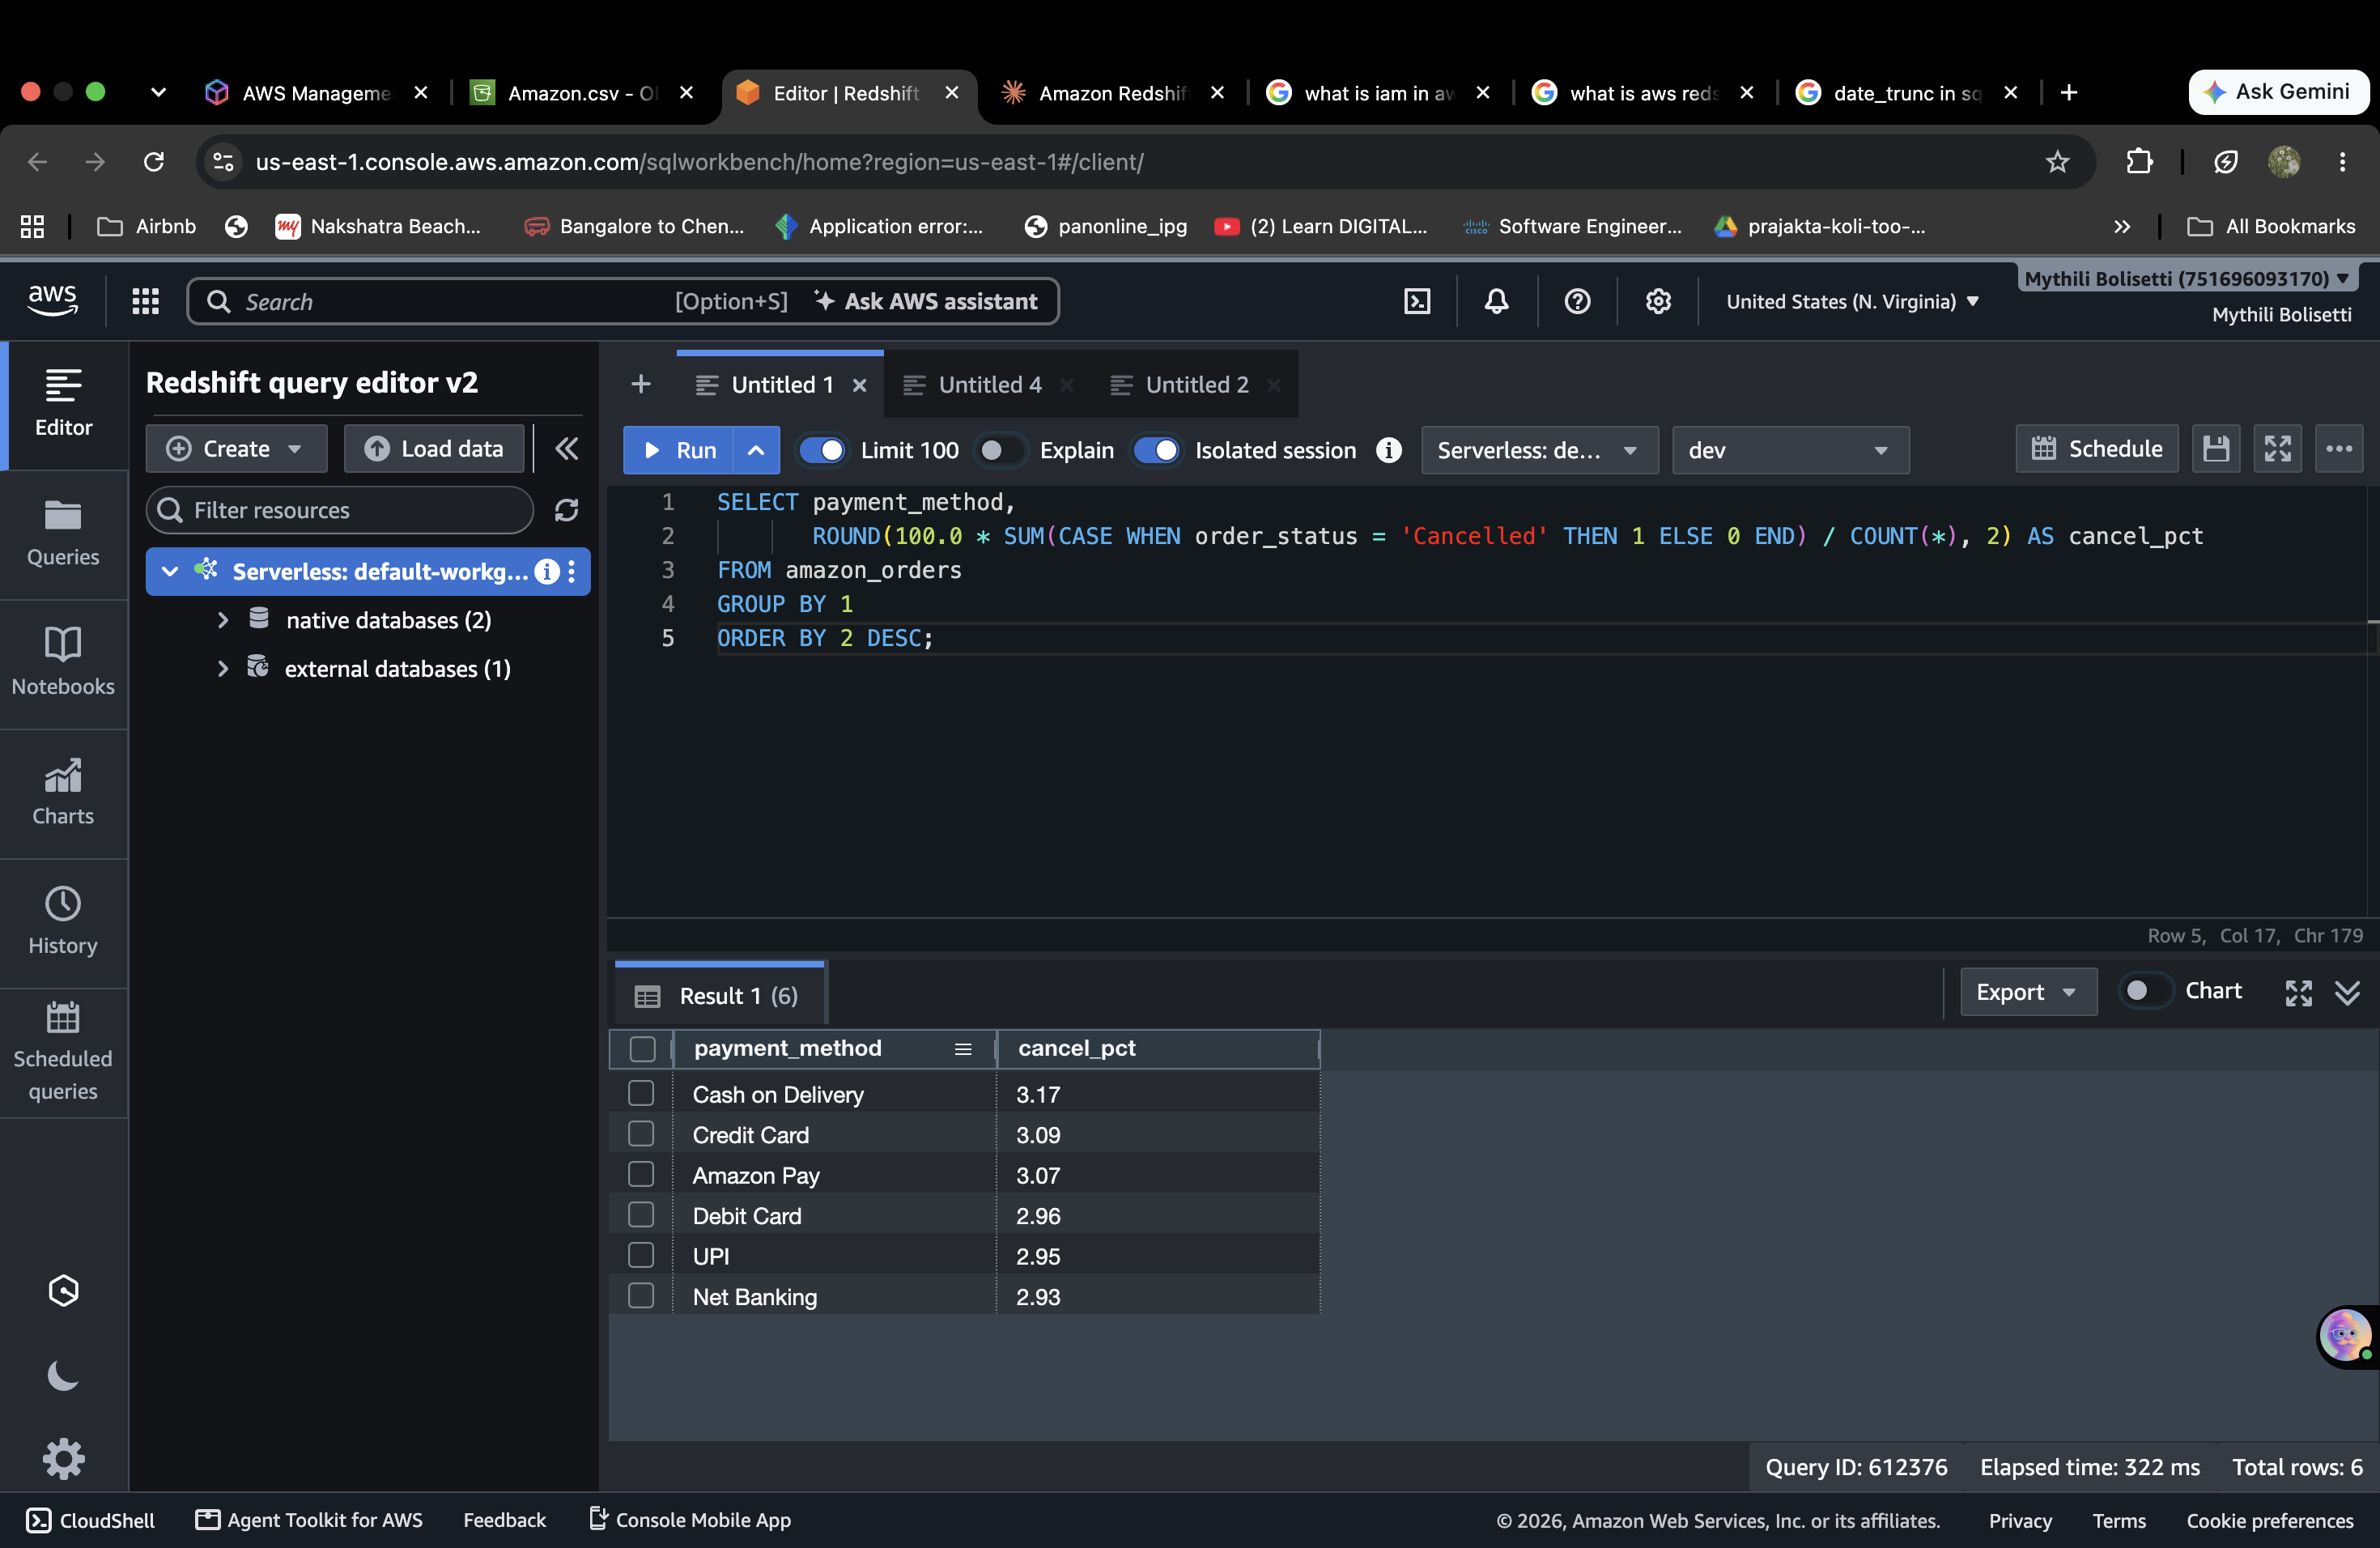 AWS Manageme
Amazon.csv - Ob
Editor | Redshift
Amazon Redshif
what is iam in aw
what is aws reds
date_trunc in sq
Ask Gemini
us-east-1.console.aws.amazon.com/sqlworkbench/home?region=us-east-1#/client/
Airbnb
my
Nakshatra Beach...
Bangalore to Chen...
Application error:...
panonline_ipg
(2) Learn DIGITAL...
cisco
Software Engineer...
prajakta-koli-too-...
All Bookmarks
aws
Search
[Option+S]
Ask AWS assistant
United States (N. Virginia)
Mythili Bolisetti (751696093170)
Mythili Bolisetti
Editor
Queries
Notebooks
Charts
History
Scheduled
queries
Redshift query editor v2
Create
Load data
Filter resources
Serverless: default-workg...
native databases (2)
external databases (1)
Untitled 1
Untitled 4
Untitled 2
Run
Limit 100
Explain
Isolated session
Serverless: de...
dev
Schedule
1 SELECT payment_method,
2 ROUND(100.0 * SUM(CASE WHEN order_status = 'Cancelled' THEN 1 ELSE 0 END) / COUNT(*), 2) AS cancel_pct
3 FROM amazon_orders
4 GROUP BY 1
5 ORDER BY 2 DESC;
Row 5, Col 17, Chr 179
Result 1 (6)
Export
Chart
payment_method cancel_pct
Cash on Delivery 3.17
Credit Card 3.09
Amazon Pay 3.07
Debit Card 2.96
UPI 2.95
Net Banking 2.93
Query ID: 612376 Elapsed time: 322 ms Total rows: 6
CloudShell
Agent Toolkit for AWS
Feedback
Console Mobile App
© 2026, Amazon Web Services, Inc. or its affiliates.
Privacy
Terms
Cookie preferences